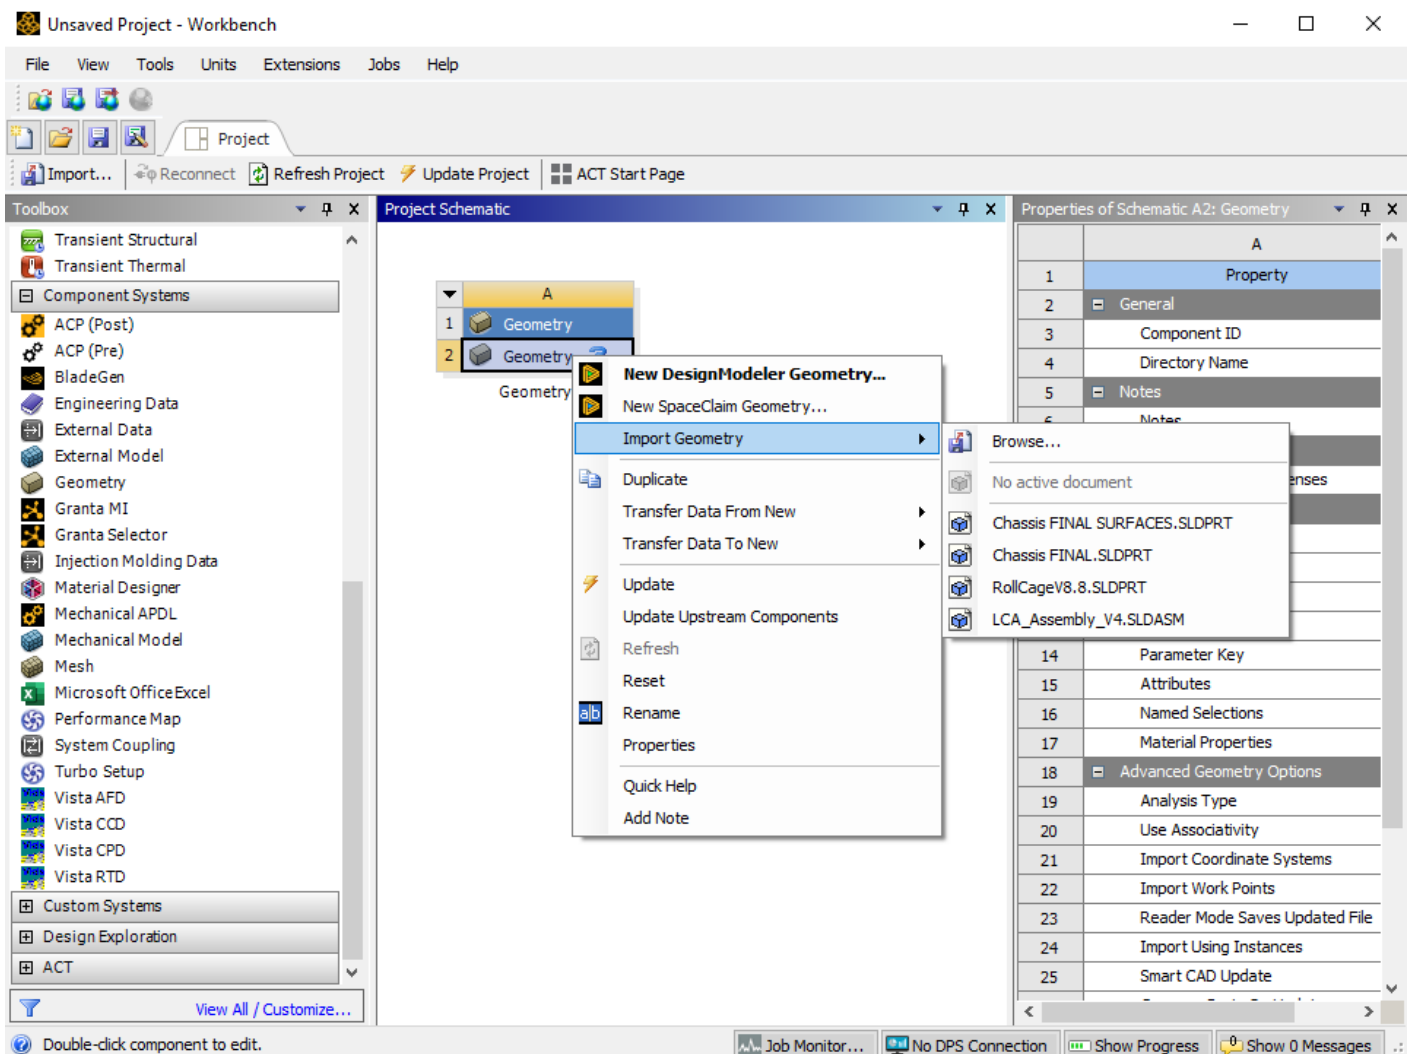 Unsaved Project - Workbench
File View Tools Units Extensions Jobs Help
Project
Import... Reconnect Refresh Project Update Project ACT Start Page
Toolbox
Transient Structural
Transient Thermal
Component Systems
ACP (Post)
ACP (Pre)
BladeGen
Engineering Data
External Data
External Model
Geometry
Granta MI
Granta Selector
Injection Molding Data
Material Designer
Mechanical APDL
Mechanical Model
Mesh
Microsoft Office Excel
Performance Map
System Coupling
Turbo Setup
Vista AFD
Vista CCD
Vista CPD
Vista RTD
Custom Systems
Design Exploration
ACT
View All / Customize...
Project Schematic
A
1 Geometry
2 Geometry
Geometry
New DesignModeler Geometry...
New SpaceClaim Geometry...
Import Geometry
Duplicate
Transfer Data From New
Transfer Data To New
Update
Update Upstream Components
Refresh
Reset
Rename
Properties
Quick Help
Add Note
Browse...
No active document
Chassis FINAL SURFACES.SLDPRT
Chassis FINAL.SLDPRT
RollCageV8.8.SLDPRT
LCA_Assembly_V4.SLDASM
Properties of Schematic A2: Geometry
A
1 Property
2 General
3 Component ID
4 Directory Name
5 Notes
6 Notes
14 Parameter Key
15 Attributes
16 Named Selections
17 Material Properties
18 Advanced Geometry Options
19 Analysis Type
20 Use Associativity
21 Import Coordinate Systems
22 Import Work Points
23 Reader Mode Saves Updated File
24 Import Using Instances
25 Smart CAD Update
Double-click component to edit.
Job Monitor... No DPS Connection Show Progress Show 0 Messages